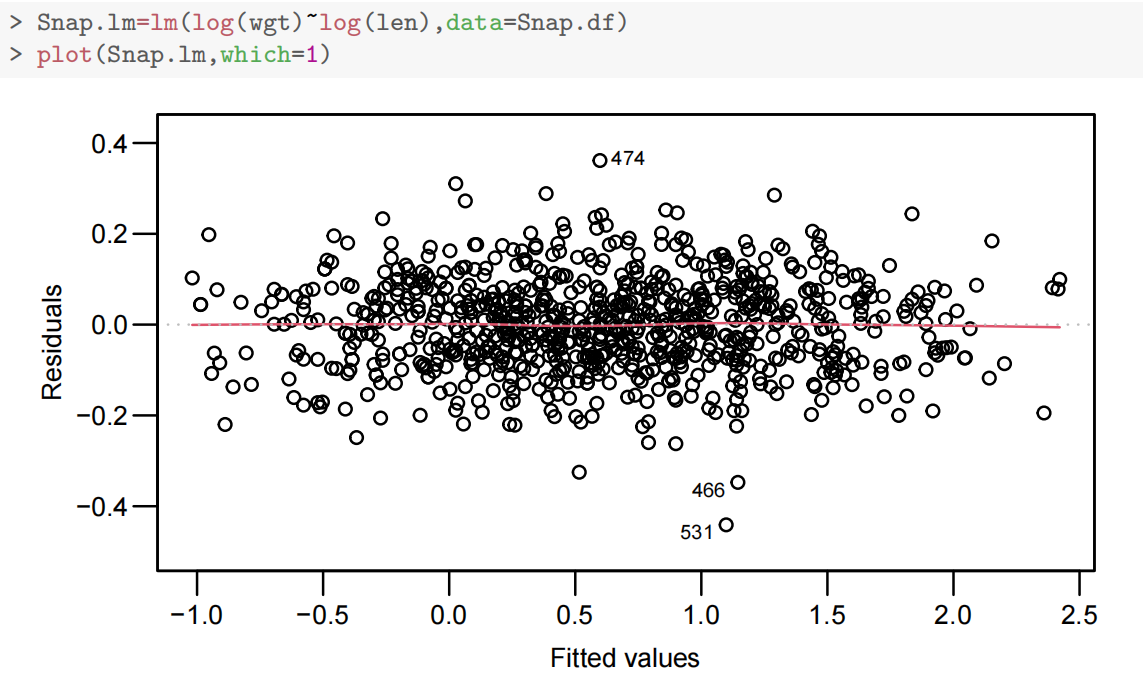 > Snap.lm=lm(log(wgt)~log(len),data=Snap.df)
> plot(Snap.lm,which=1)
0.4
0.2
0.0
−0.2
−0.4
Residuals
474
466
531
−1.0 −0.5 0.0 0.5 1.0 1.5 2.0 2.5
Fitted values